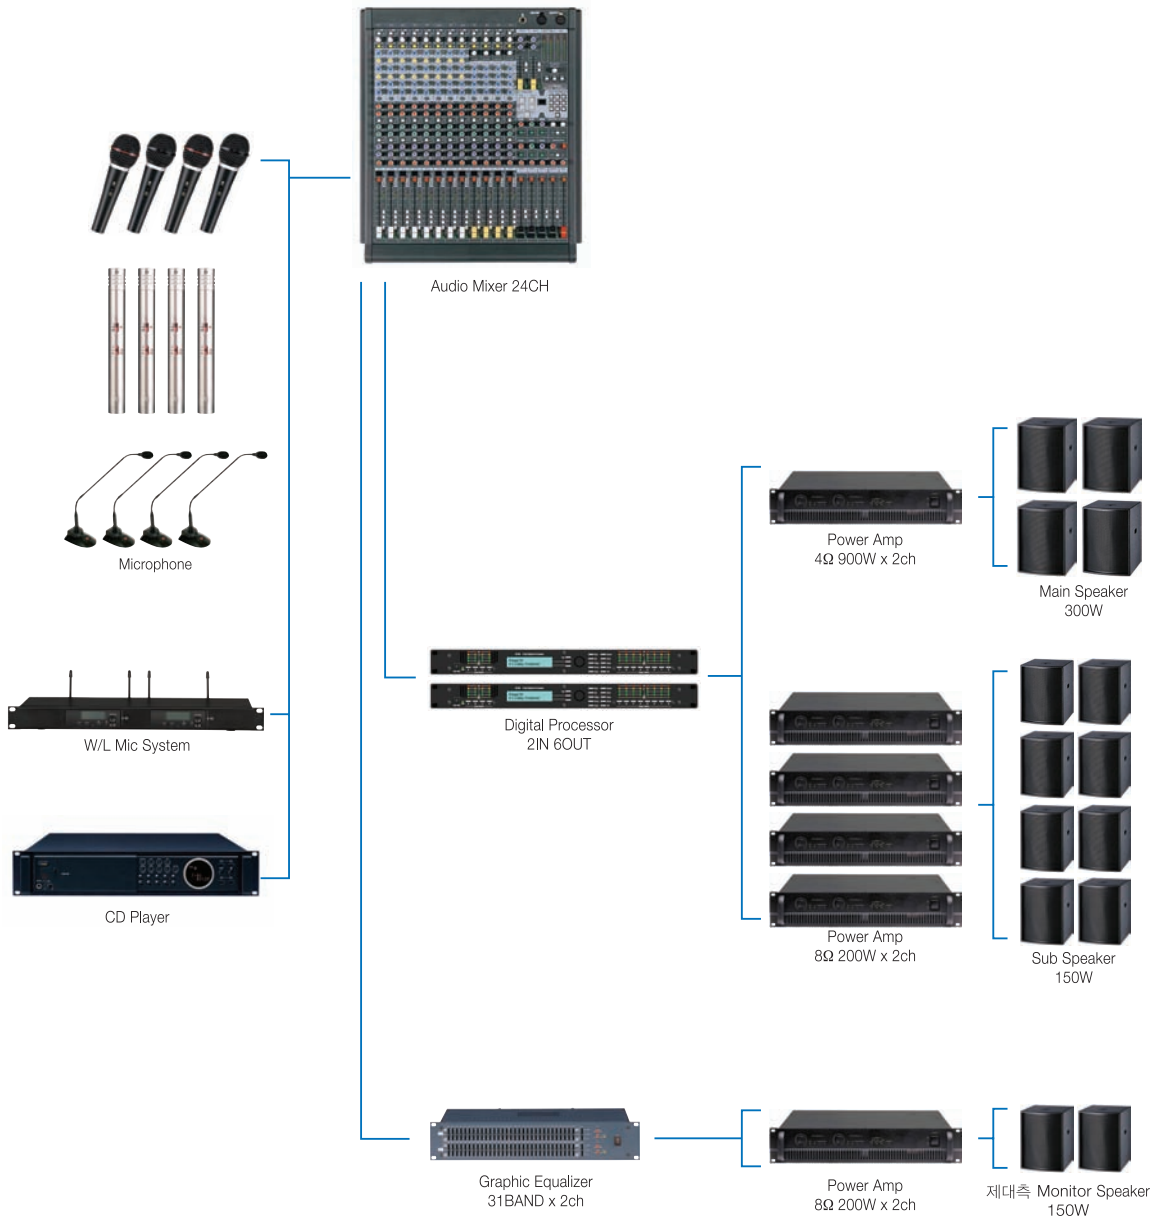 Audio Mixer 24CH
Microphone
W/L Mic System
CD Player
Digital Processor
2IN 6OUT
Power Amp
4Ω 900W x 2ch
Main Speaker
300W
Power Amp
8Ω 200W x 2ch
Sub Speaker
150W
Graphic Equalizer
31BAND x 2ch
Power Amp
8Ω 200W x 2ch
제대측 Monitor Speaker
150W